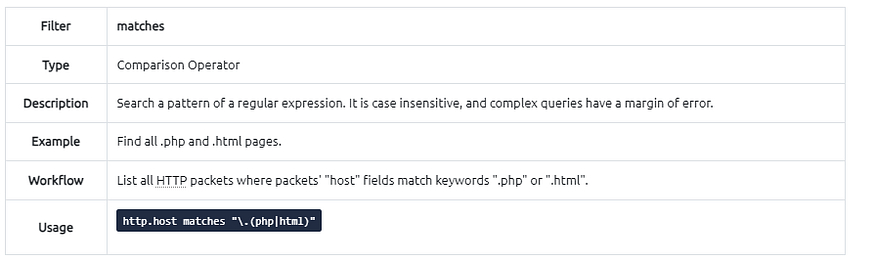 Filter matches
Type Comparison Operator
Description Search a pattern of a regular expression. It is case insensitive, and complex queries have a margin of error.
Example Find all .php and .html pages.
Workflow List all HTTP packets where packets' "host" fields match keywords ".php" or ".html".
Usage http.host matches "\.(php|html)"